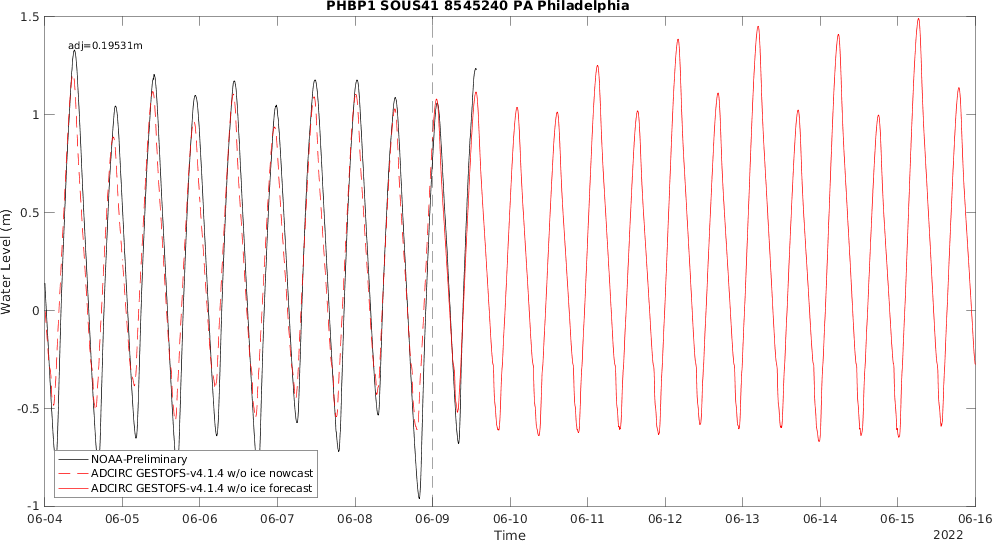 PHBP1 SOUS41 8545240 PA Philadelphia
adj=0.19531m
1.5
1
0.5
0
-0.5
-1
Water Level (m)
NOAA-Preliminary
ADCIRC GESTOFS-v4.1.4 w/o ice nowcast
ADCIRC GESTOFS-v4.1.4 w/o ice forecast
06-04 06-05 06-06 06-07 06-08 06-09 06-10 06-11 06-12 06-13 06-14 06-15 06-16
Time
2022